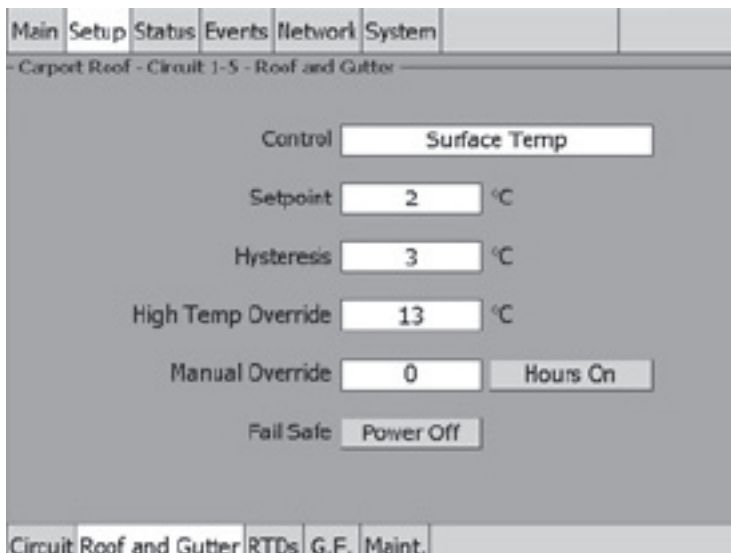 Main Setup Status Events Network System
Carport Roof - Circuit 1-5 - Roof and Gutter
Control Surface Temp
Setpoint 2 °C
Hysteresis 3 °C
High Temp Override 13 °C
Manual Override 0 Hours On
Fail Safe Power Off
Circuit Roof and Gutter RTDs G.F. Maint.